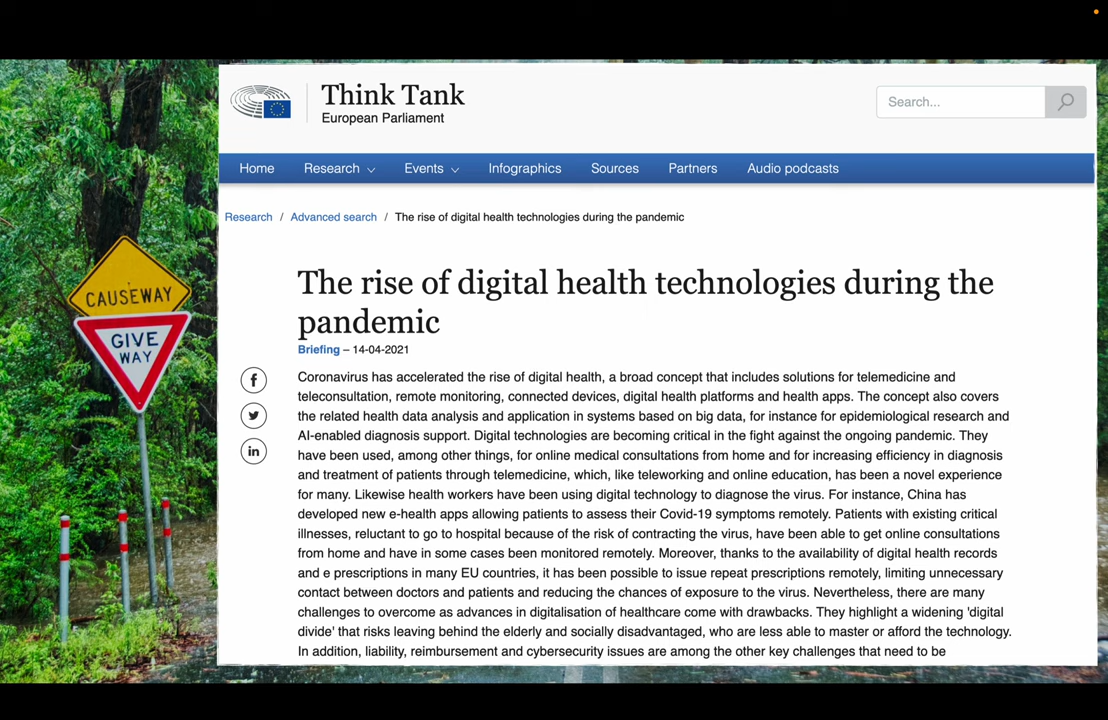 Think Tank
European Parliament
Search...
Home Research Events Infographics Sources Partners Audio podcasts
Research / Advanced search / The rise of digital health technologies during the pandemic
The rise of digital health technologies during the
pandemic
Briefing – 14-04-2021
Coronavirus has accelerated the rise of digital health, a broad concept that includes solutions for telemedicine and
teleconsultation, remote monitoring, connected devices, digital health platforms and health apps. The concept also covers
the related health data analysis and application in systems based on big data, for instance for epidemiological research and
AI-enabled diagnosis support. Digital technologies are becoming critical in the fight against the ongoing pandemic. They
have been used, among other things, for online medical consultations from home and for increasing efficiency in diagnosis
and treatment of patients through telemedicine, which, like teleworking and online education, has been a novel experience
for many. Likewise health workers have been using digital technology to diagnose the virus. For instance, China has
developed new e-health apps allowing patients to assess their Covid-19 symptoms remotely. Patients with existing critical
illnesses, reluctant to go to hospital because of the risk of contracting the virus, have been able to get online consultations
from home and have in some cases been monitored remotely. Moreover, thanks to the availability of digital health records
and e prescriptions in many EU countries, it has been possible to issue repeat prescriptions remotely, limiting unnecessary
contact between doctors and patients and reducing the chances of exposure to the virus. Nevertheless, there are many
challenges to overcome as advances in digitalisation of healthcare come with drawbacks. They highlight a widening 'digital
divide' that risks leaving behind the elderly and socially disadvantaged, who are less able to master or afford the technology.
In addition, liability, reimbursement and cybersecurity issues are among the other key challenges that need to be
CAUSEWAY
GIVE
WAY
f
in